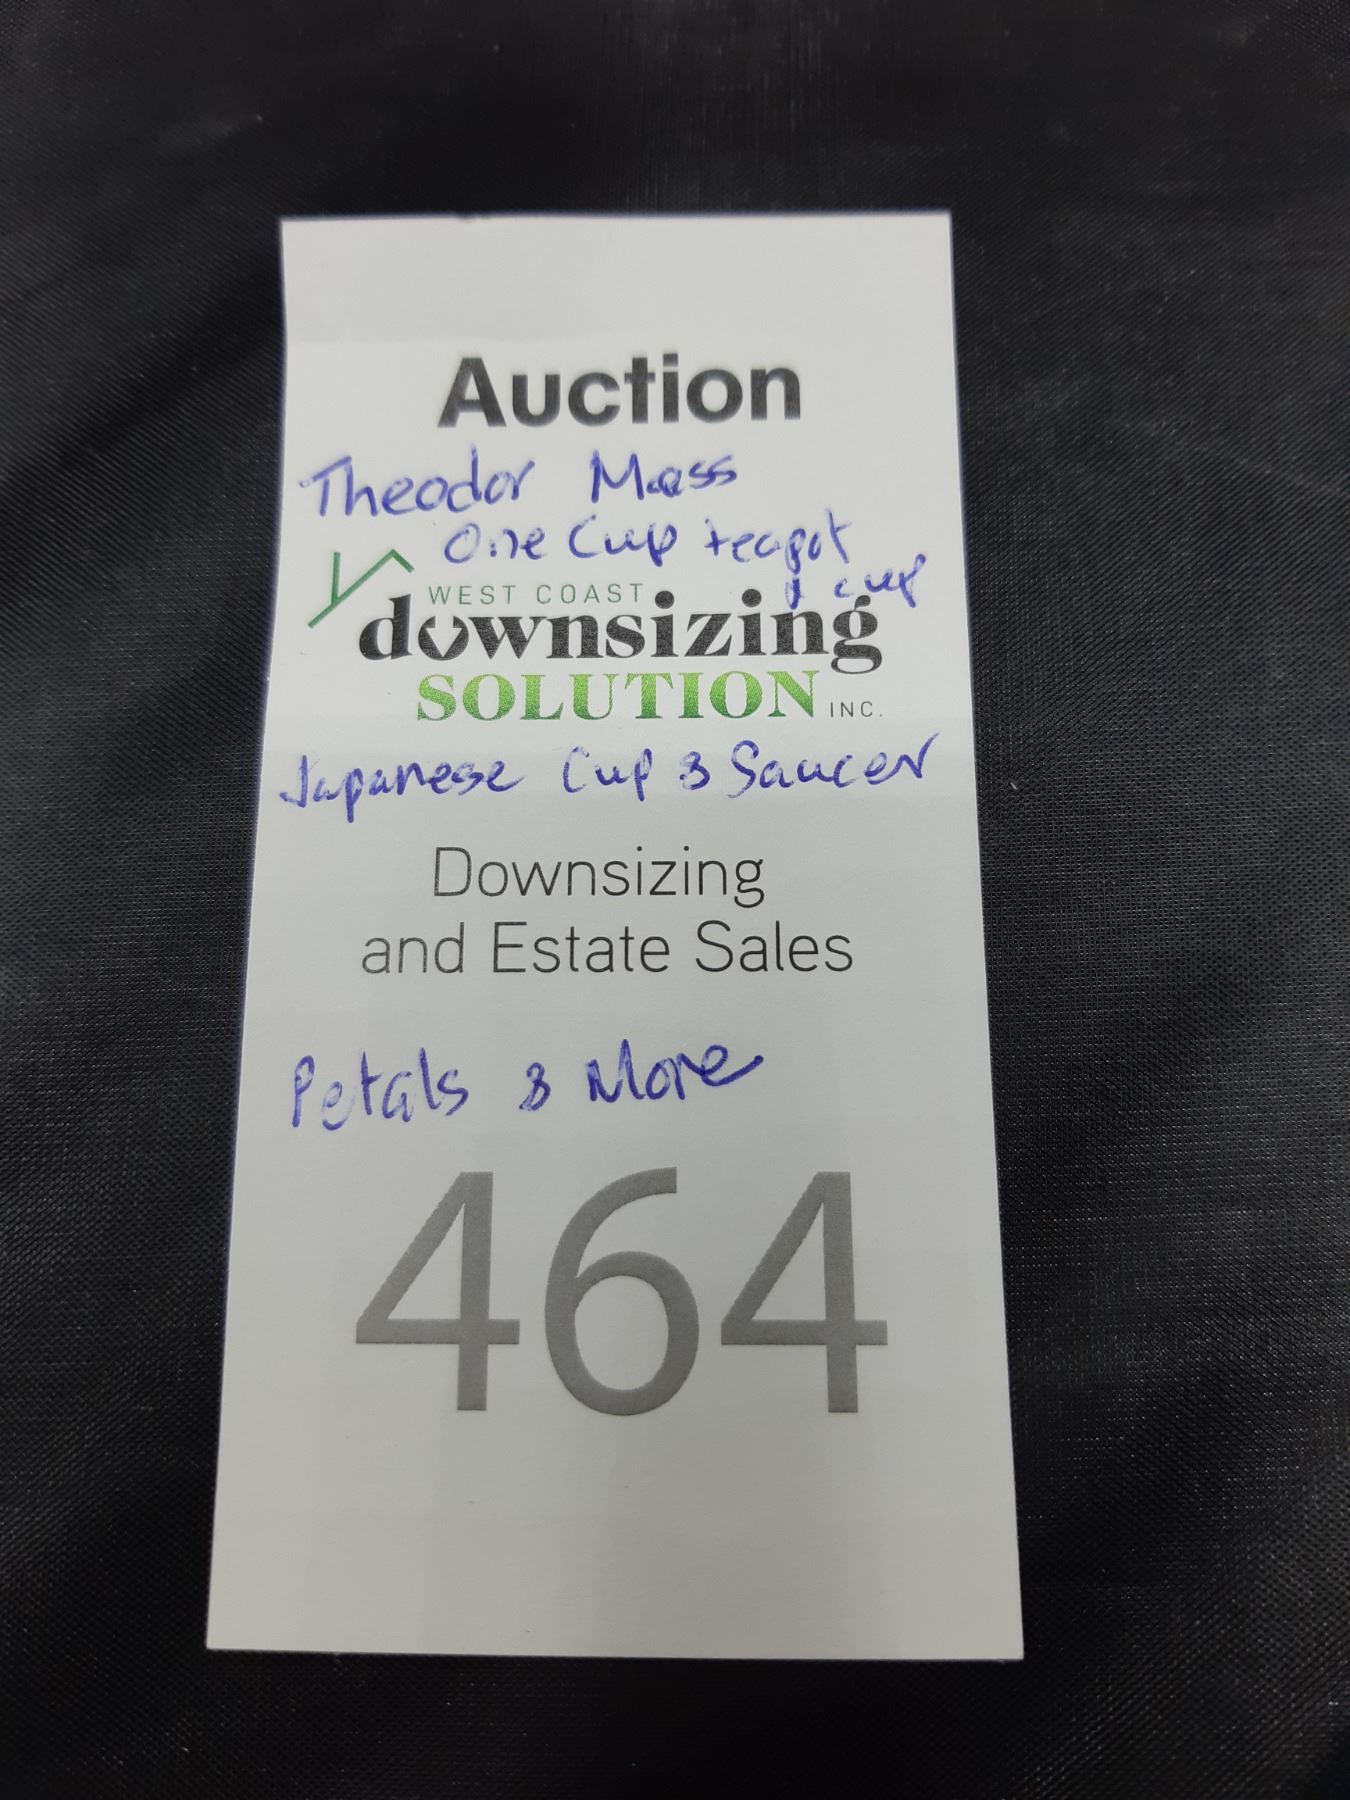 Auction
Theodor Mass
One Cup teapot
& cup
WEST COAST
downsizing
SOLUTION INC.
Japanese Cup & Saucer
Downsizing
and Estate Sales
Petals & More
464